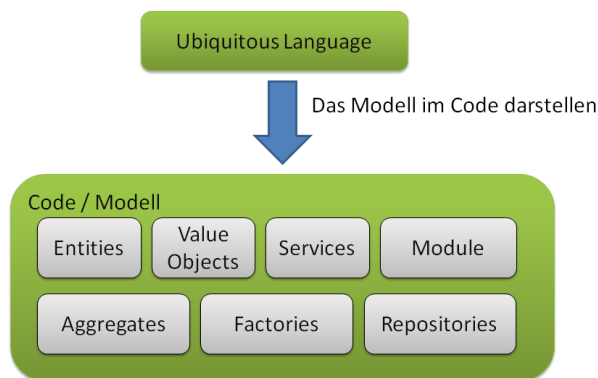 Ubiquitous Language
Das Modell im Code darstellen
Code / Modell
Entities
Value
Objects
Services
Module
Aggregates
Factories
Repositories